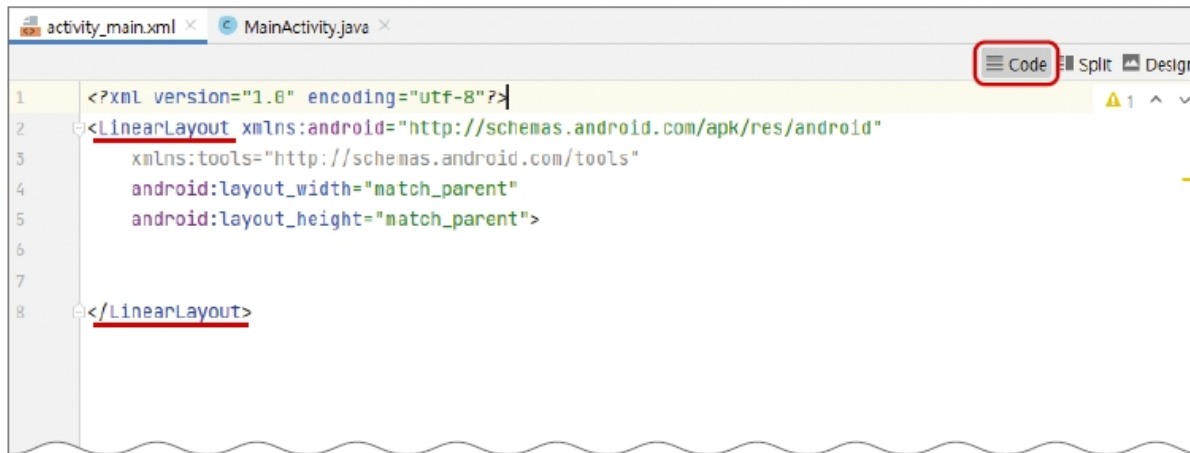 activity_main.xml MainActivity.java
Code Split Design
1 <?xml version="1.0" encoding="utf-8"?> 1
2 <LinearLayout xmlns:android="http://schemas.android.com/apk/res/android"
3 xmlns:tools="http://schemas.android.com/tools"
4 android:layout_width="match_parent"
5 android:layout_height="match_parent">
6
7
8 </LinearLayout>